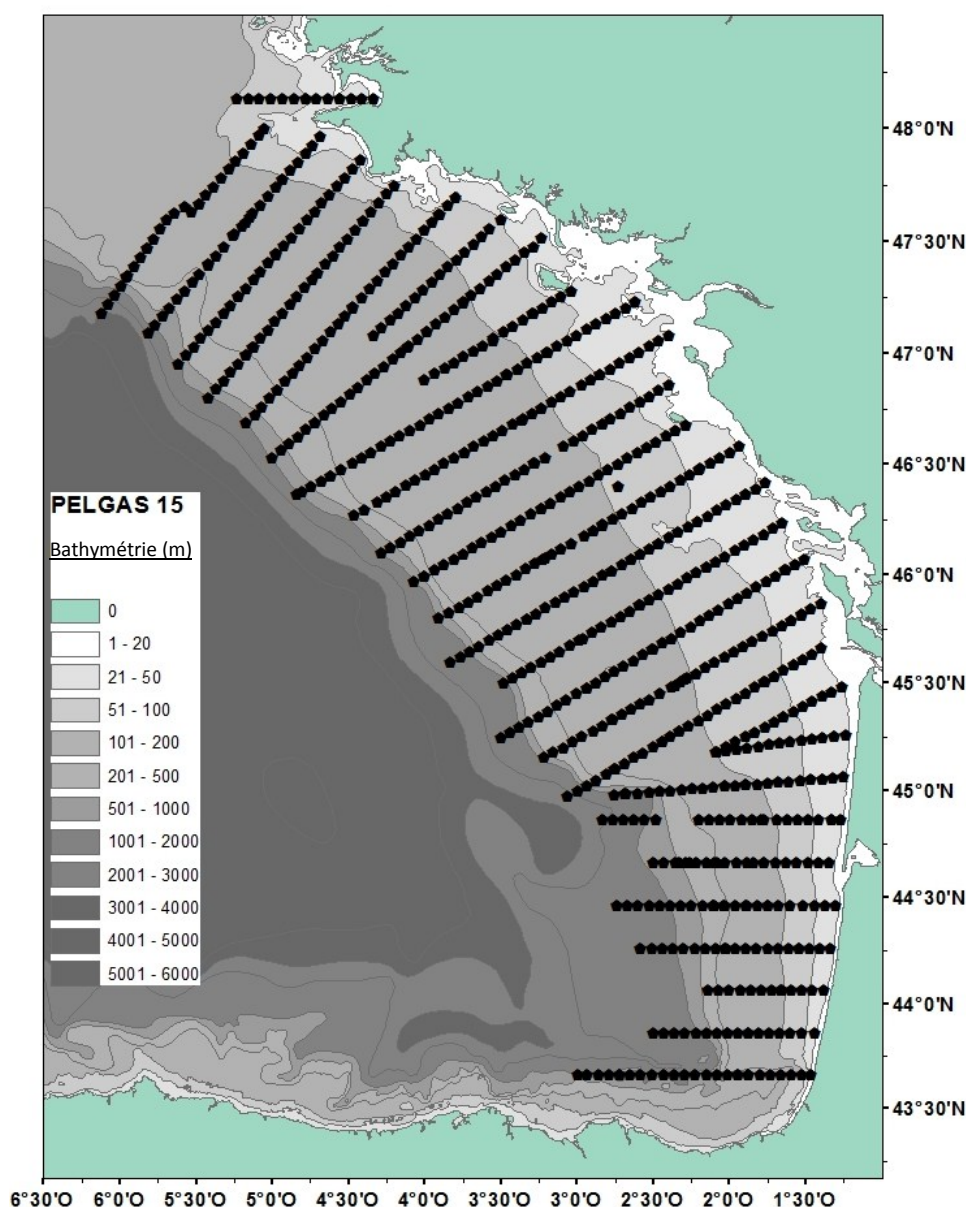 PELGAS 15
Bathymétrie (m)
0
1 - 20
21 - 50
51 - 100
101 - 200
201 - 500
501 - 1000
1001 - 2000
2001 - 3000
3001 - 4000
4001 - 5000
5001 - 6000
48°0'N
47°30'N
47°0'N
46°30'N
46°0'N
45°30'N
45°0'N
44°30'N
44°0'N
43°30'N
6°30'O 6°0'O 5°30'O 5°0'O 4°30'O 4°0'O 3°30'O 3°0'O 2°30'O 2°0'O 1°30'O